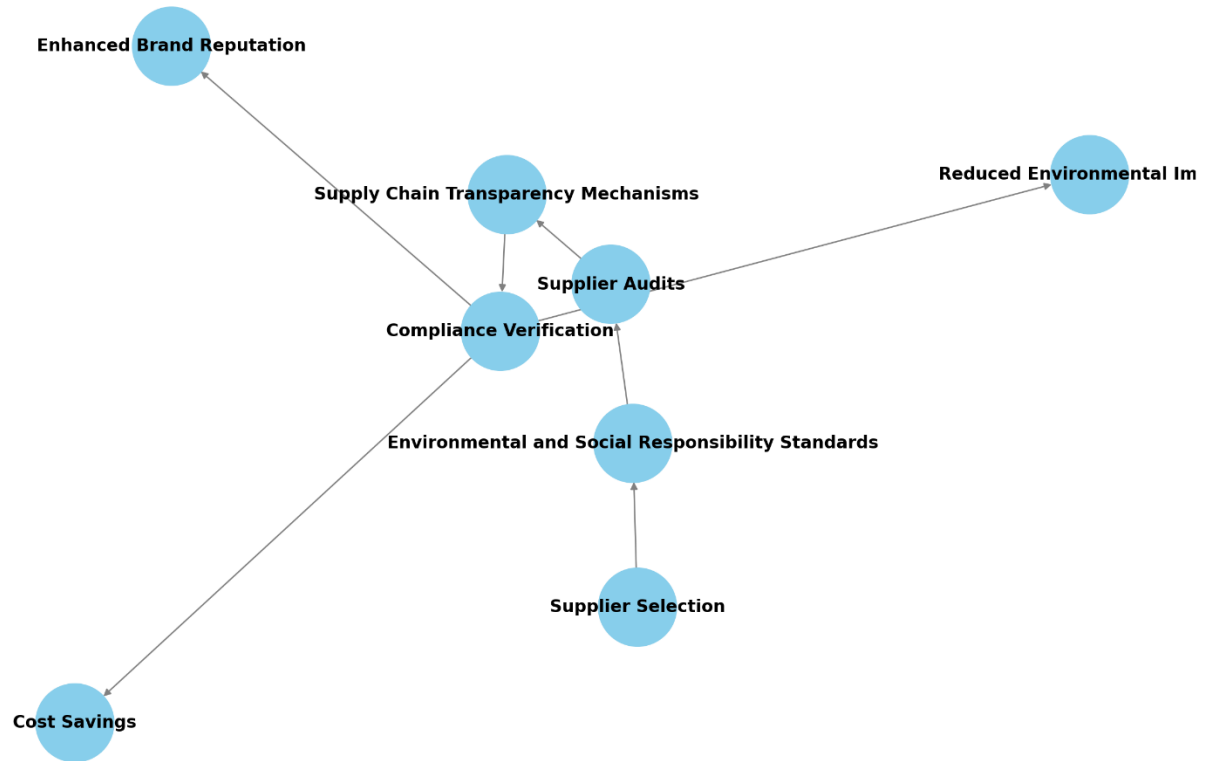 Enhanced Brand Reputation
Reduced Environmental Im
Supply Chain Transparency Mechanisms
Supplier Audits
Compliance Verification
Environmental and Social Responsibility Standards
Supplier Selection
Cost Savings